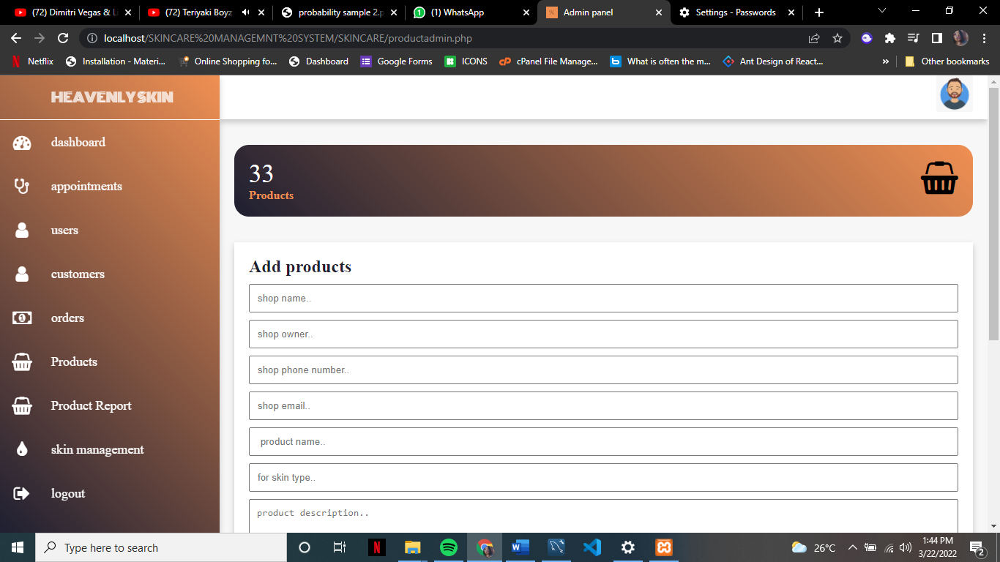 (72) Dimitri Vegas & Li
(72) Teriyaki Boyz
probability sample 2.p
(1) WhatsApp
Admin panel
Settings - Passwords
localhost/SKINCARE%20MANAGEMNT%20SYSTEM/SKINCARE/productadmin.php
Netflix
Installation - Materi...
Online Shopping fo...
Dashboard
Google Forms
ICONS
cPanel File Manage...
What is often the m...
Ant Design of React...
»
Other bookmarks
HEAVENLYSKIN
dashboard
appointments
users
customers
orders
Products
Product Report
skin management
logout
33
Products
Add products
shop name..
shop owner..
shop phone number..
shop email..
product name..
for skin type..
product description..
Type here to search
26°C
1:44 PM
3/22/2022
2